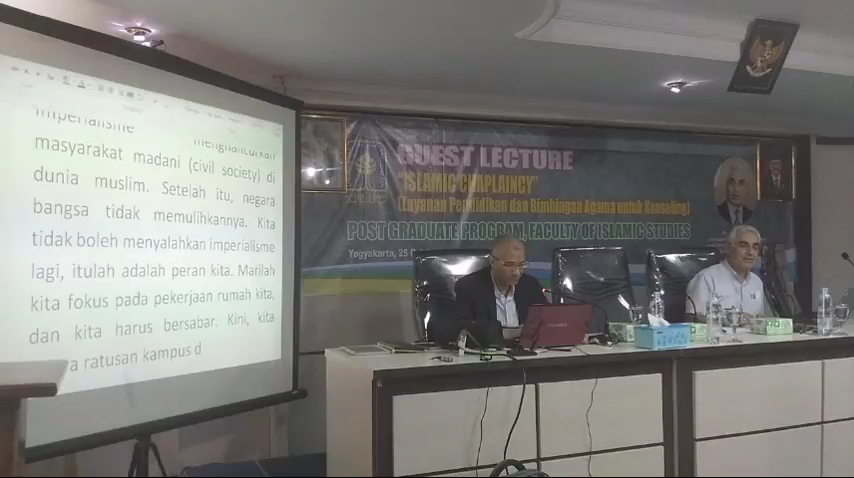 imperialisme menghancurkan
masyarakat madani (civil society) di
dunia muslim. Setelah itu, negara
bangsa tidak memulihkannya. Kita
tidak boleh menyalahkan imperialisme
lagi, itulah adalah peran kita. Marilah
kita fokus pada pekerjaan rumah kita,
dan kita harus bersabar. Kini, kita
ratusan kampus d
GUEST LECTURE
"ISLAMIC CHAPLAINCY"
(Layanan Pendidikan dan Bimbingan Agama untuk Konseling)
POST GRADUATE PROGRAM, FACULTY OF ISLAMIC STUDIES
Yogyakarta, 25